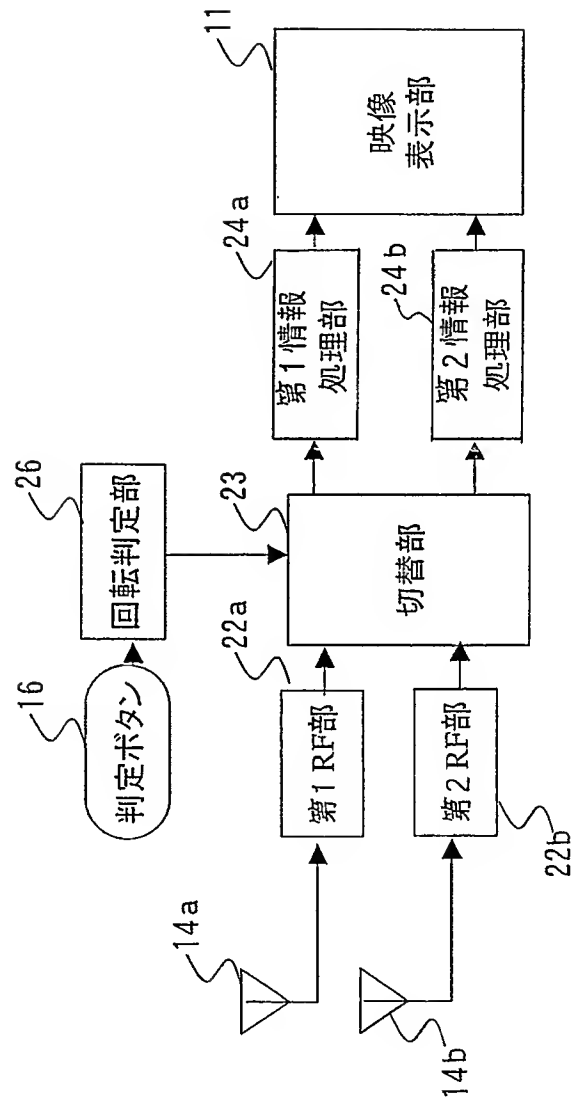 16
判定ボタン
26
回転判定部
14a
第1RF部
22a
23
切替部
第1情報
処理部
24a
11
映像
表示部
14b
第2RF部
22b
第2情報
処理部
24b